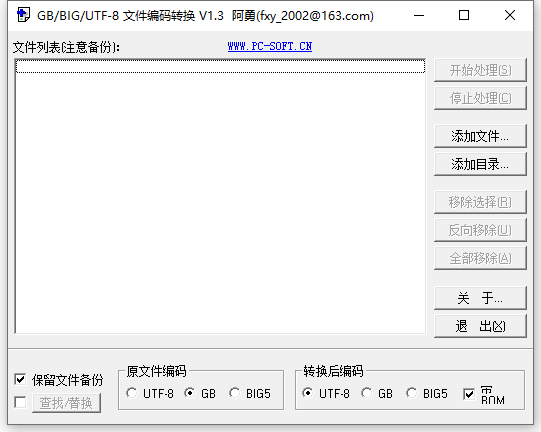 GB/BIG/UTF-8 文件编码转换 V1.3 阿勇(fxy_2002@163.com)
文件列表(注意备份)：
WWW.PC-SOFT.CN
开始处理(S)
停止处理(C)
添加文件...
添加目录...
移除选择(R)
反向移除(U)
全部移除(A)
关 于...
退 出(X)
保留文件备份
查找/替换
原文件编码
UTF-8 GB BIG5
转换后编码
UTF-8 GB BIG5
BOM